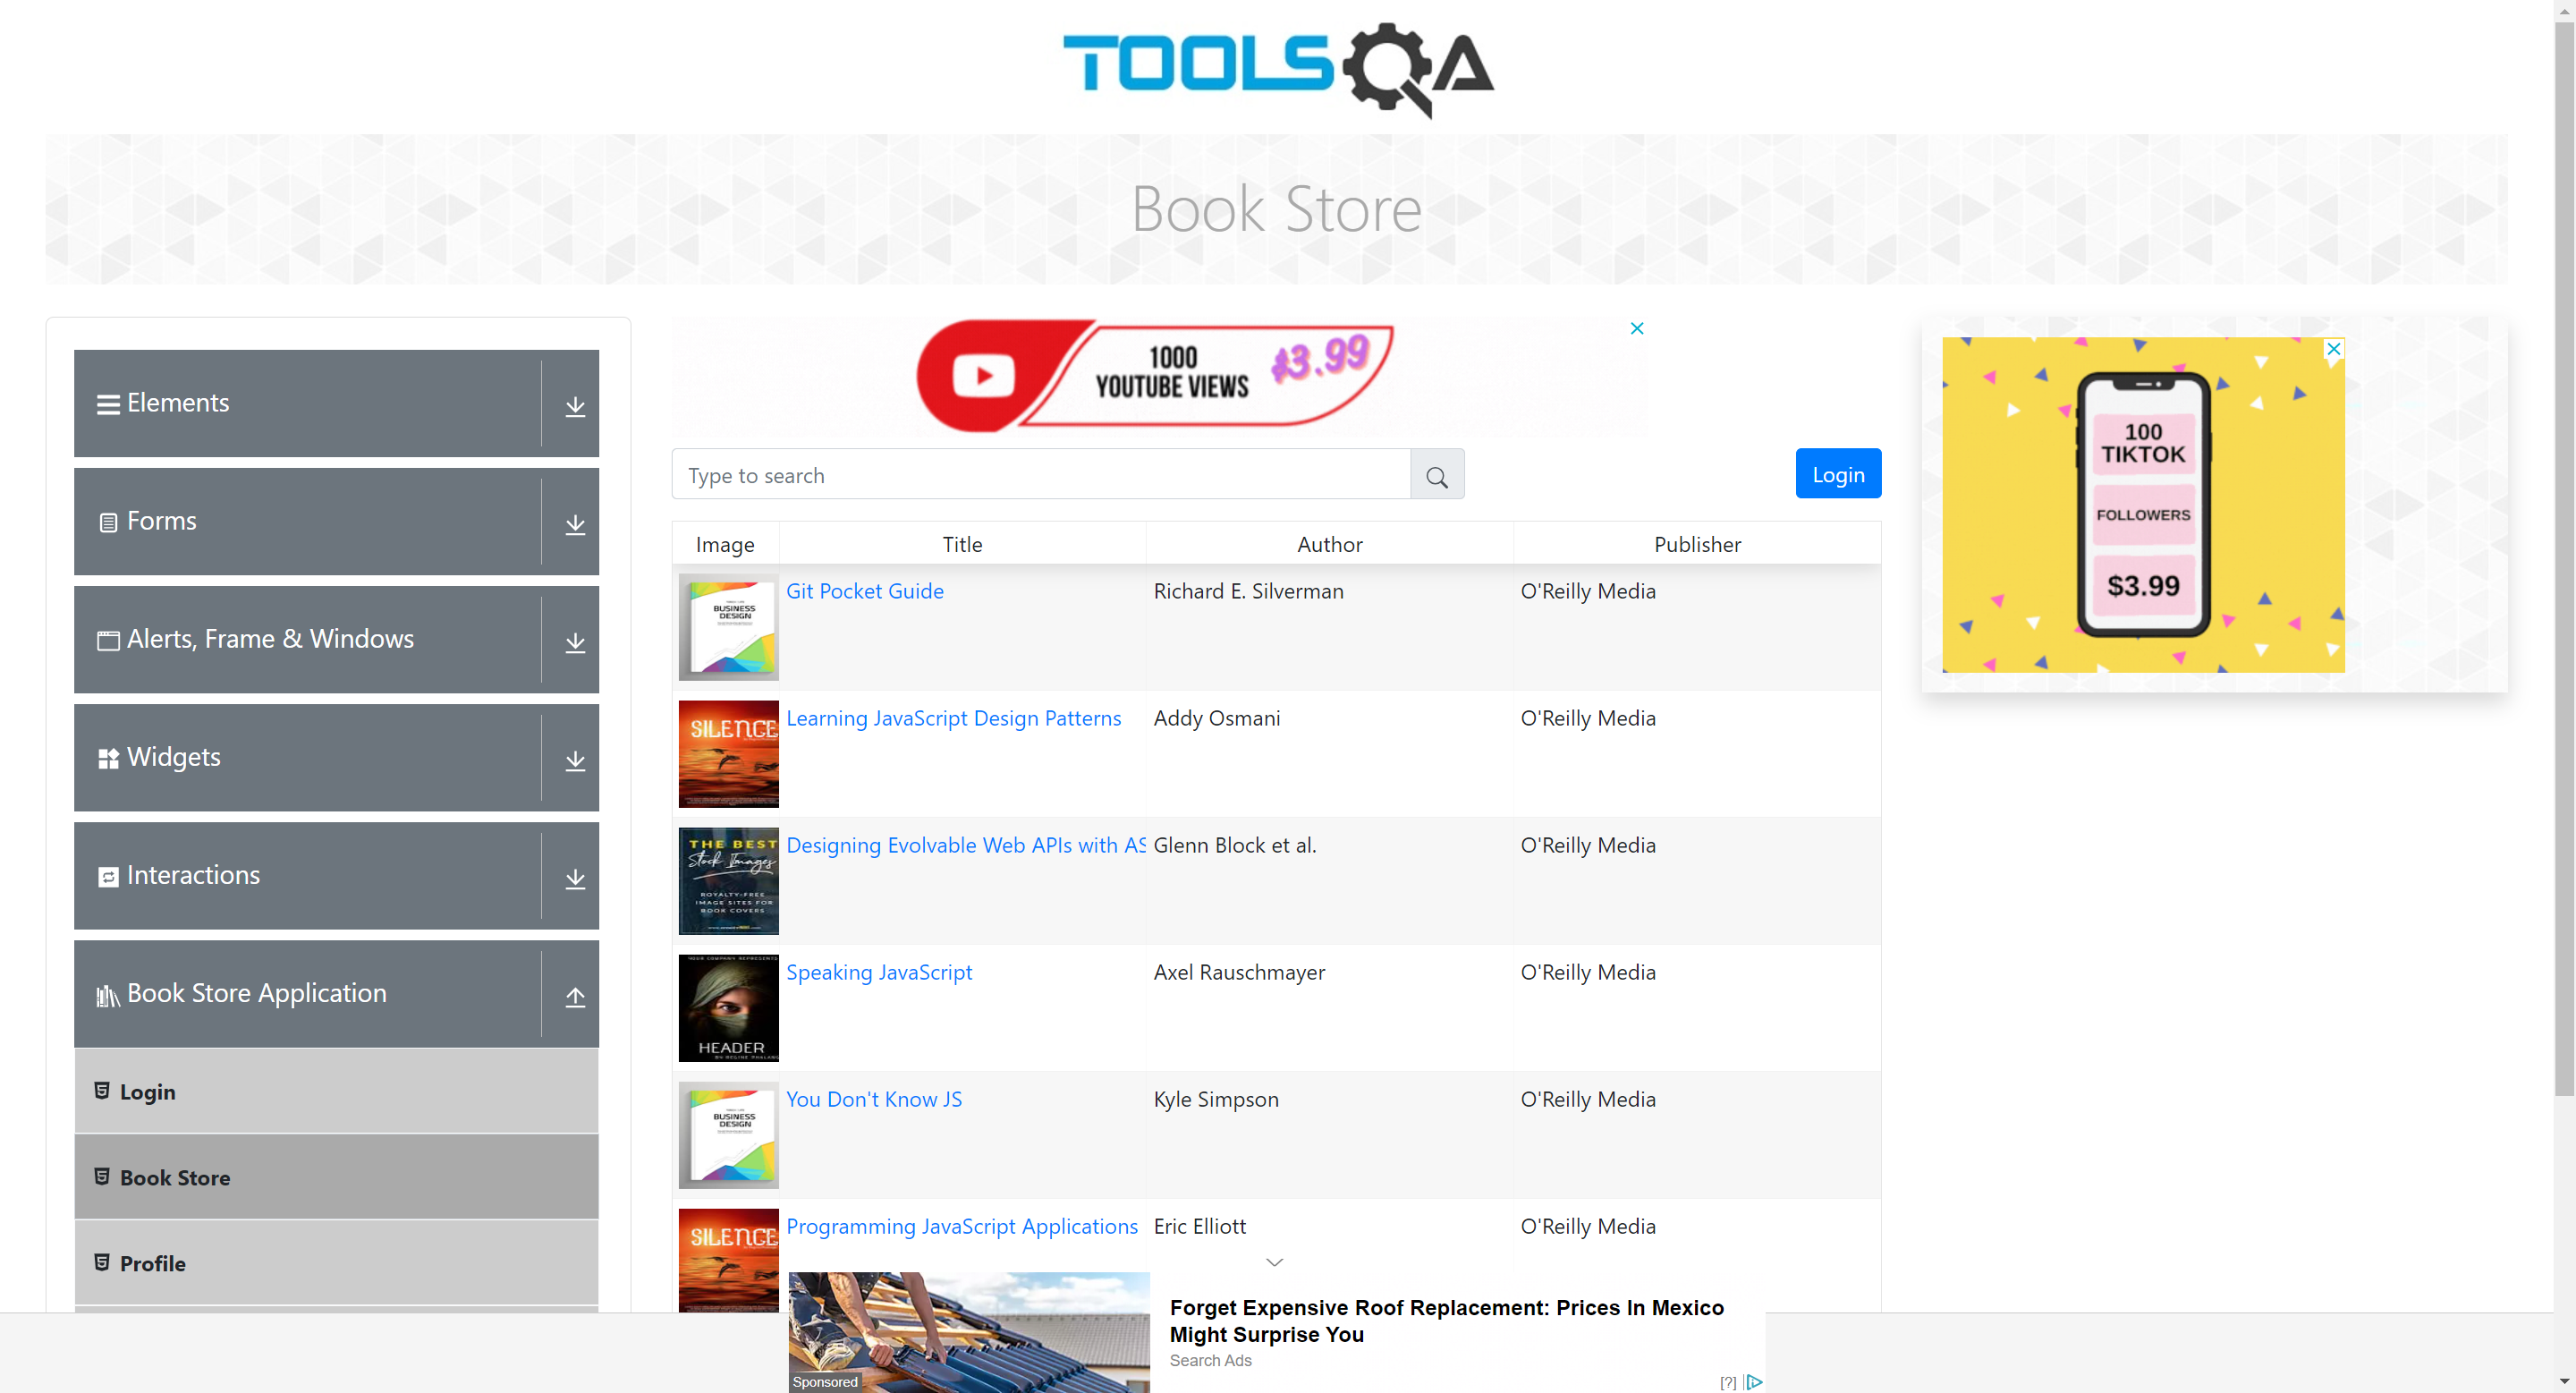 TOOLSQA
Book Store
Elements
Forms
Alerts, Frame & Windows
Widgets
Interactions
Book Store Application
Login
Book Store
Profile
1000
YOUTUBE VIEWS
$3.99
Type to search
Login
Image Title Author Publisher
BUSINESS
DESIGN
Git Pocket Guide Richard E. Silverman O'Reilly Media
SILENCE
Learning JavaScript Design Patterns Addy Osmani O'Reilly Media
THE BEST
Stock Images
ROYALTY-FREE
IMAGE SITES FOR
BOOK COVERS
Designing Evolvable Web APIs with AS Glenn Block et al. O'Reilly Media
YOUR COMPANY REPRESENTS
HEADER
Speaking JavaScript Axel Rauschmayer O'Reilly Media
BUSINESS
DESIGN
You Don't Know JS Kyle Simpson O'Reilly Media
SILENCE
Programming JavaScript Applications Eric Elliott O'Reilly Media
100
TIKTOK
FOLLOWERS
$3.99
Forget Expensive Roof Replacement: Prices In Mexico
Might Surprise You
Search Ads
Sponsored
[?]